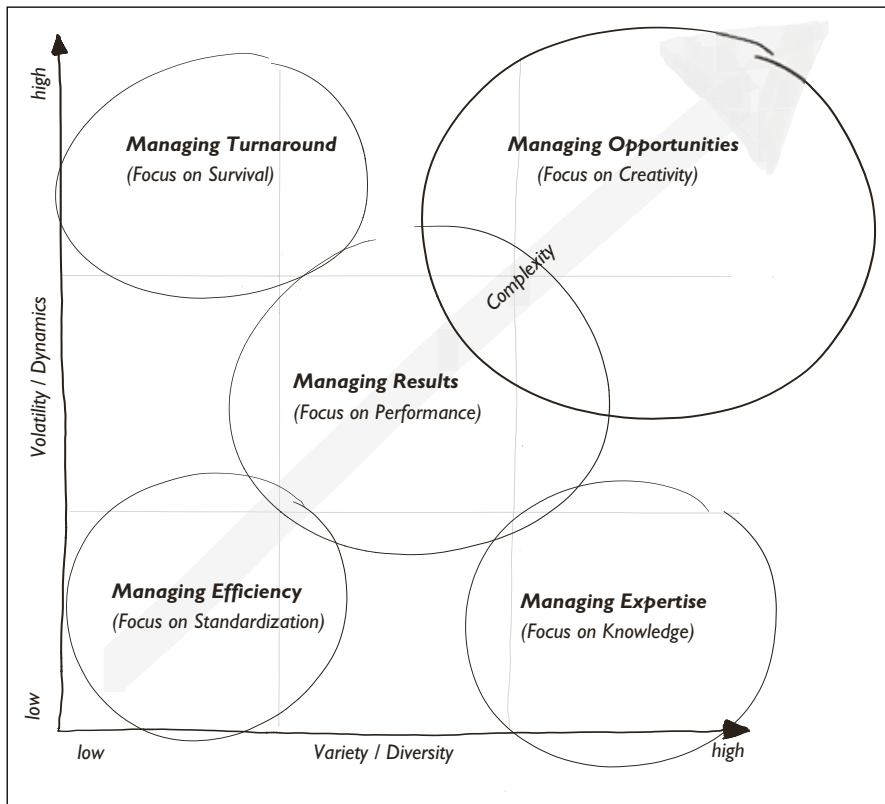 high
Managing Turnaround
(Focus on Survival)
Managing Opportunities
(Focus on Creativity)
Complexity
Volatility / Dynamics
Managing Results
(Focus on Performance)
Managing Efficiency
(Focus on Standardization)
Managing Expertise
(Focus on Knowledge)
low
low
Variety / Diversity
high